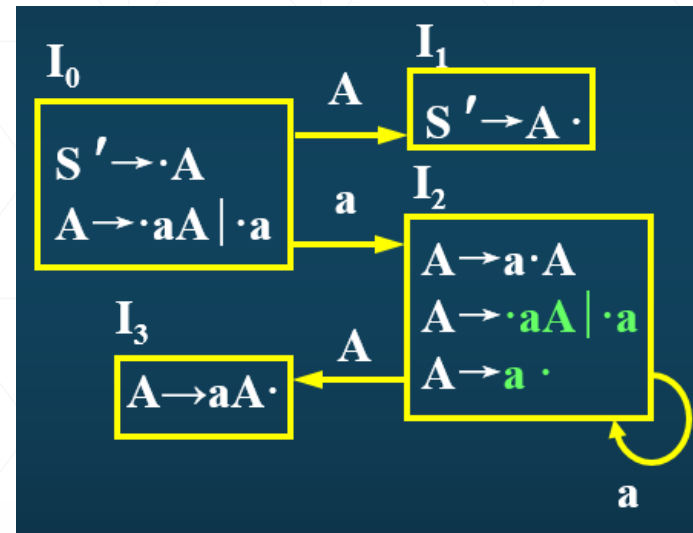 I₀
S ′→·A
A→·aA|·a
A
a
I₁
S ′→A ·
I₂
A→a·A
A→·aA|·a
A→a ·
a
A
I₃
A→aA·